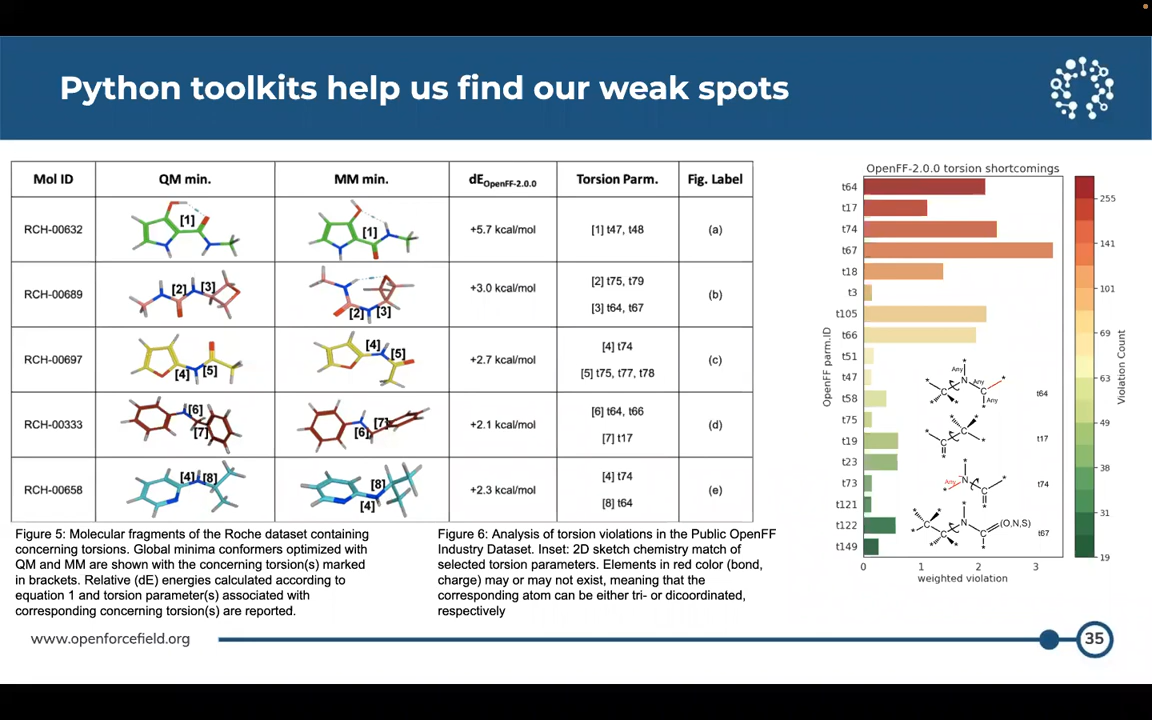 Python toolkits help us find our weak spots
Mol ID QM min. MM min. dE OpenFF-2.0.0 Torsion Parm. Fig. Label
RCH-00632 [1] [1] +5.7 kcal/mol [1] t47, t48 (a)
RCH-00689 [2] [3] [2] [3] +3.0 kcal/mol [2] t75, t79 (b)
[3] t64, t67
RCH-00697 [4] [5] [4] [5] +2.7 kcal/mol [4] t74 (c)
[5] t75, t77, t78
RCH-00333 [6] [7] [6] [7] +2.1 kcal/mol [6] t64, t66 (d)
[7] t17
RCH-00658 [4] [8] [8] [4] +2.3 kcal/mol [4] t74 (e)
[8] t64
Figure 5: Molecular fragments of the Roche dataset containing
concerning torsions. Global minima conformers optimized with
QM and MM are shown with the concerning torsion(s) marked
in brackets. Relative (dE) energies calculated according to
equation 1 and torsion parameter(s) associated with
corresponding concerning torsion(s) are reported.
Figure 6: Analysis of torsion violations in the Public OpenFF
Industry Dataset. Inset: 2D sketch chemistry match of
selected torsion parameters. Elements in red color (bond,
charge) may or may not exist, meaning that the
corresponding atom can be either tri- or dicoordinated,
respectively
OpenFF-2.0.0 torsion shortcomings
OpenFF parm.ID
t64
t17
t74
t67
t18
t3
t105
t66
t51
t47
t58
t75
t19
t23
t73
t121
t122
t149
0 1 2 3
weighted violation
Any
N Any
C C
Any
t64
C
C
t17
Any N
C
t74
N
C C (O,N,S)
C
t67
255
141
101
69
63
49
38
31
19
Violation Count
www.openforcefield.org
35